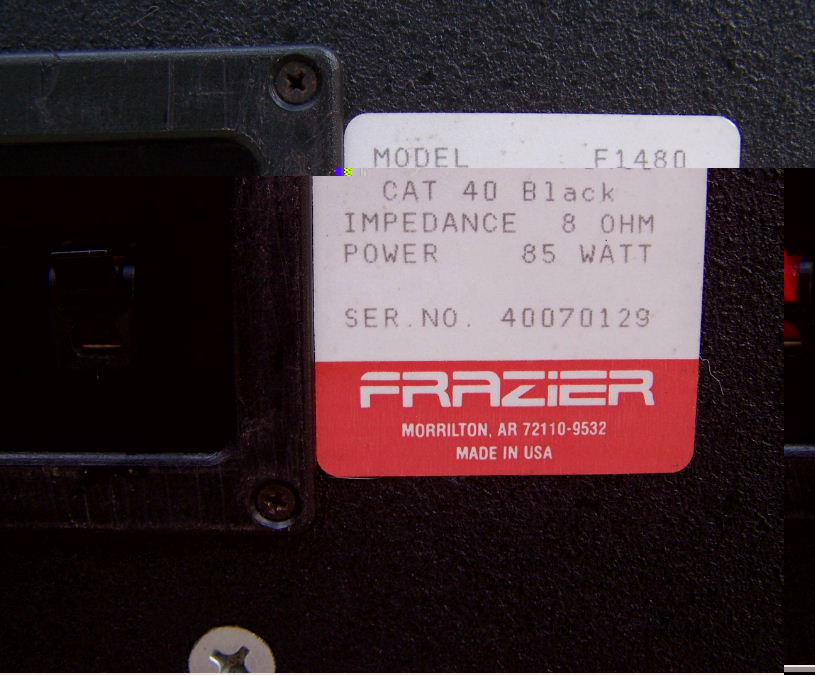 MODEL F1480
CAT 40 Black
IMPEDANCE 8 OHM
POWER 85 WATT
SER.NO. 40070129
FRAZIER
MORRILTON, AR 72110-9532
MADE IN USA